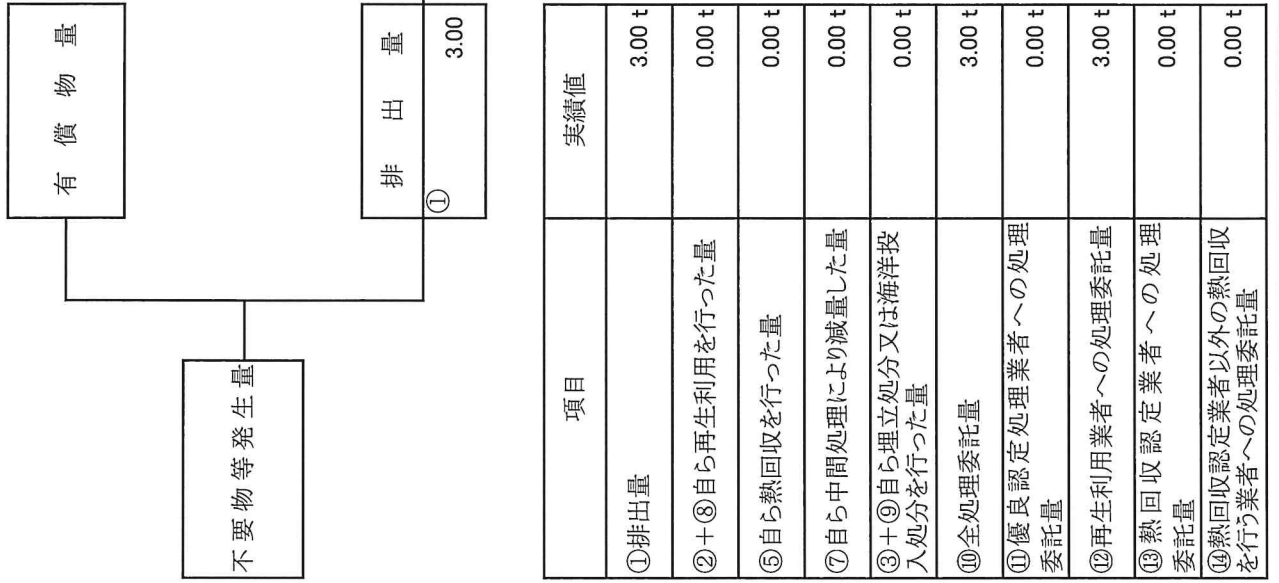 有償物量
不要物等発生量
排出量
①
3.00
項目 実績値
①排出量 3.00 t
②+⑧自ら再生利用を行った量 0.00 t
⑤自ら熱回収を行った量 0.00 t
⑦自ら中間処理により減量した量 0.00 t
③+⑨自ら埋立処分又は海洋投
入処分を行った量 0.00 t
⑩全処理委託量 3.00 t
⑪優良認定処理業者への処理
委託量 0.00 t
⑫再生利用業者への処理委託量 3.00 t
⑬熱回収認定業者への処理
委託量 0.00 t
⑭熱回収認定業者以外の熱回収
を行う業者への処理委託量 0.00 t